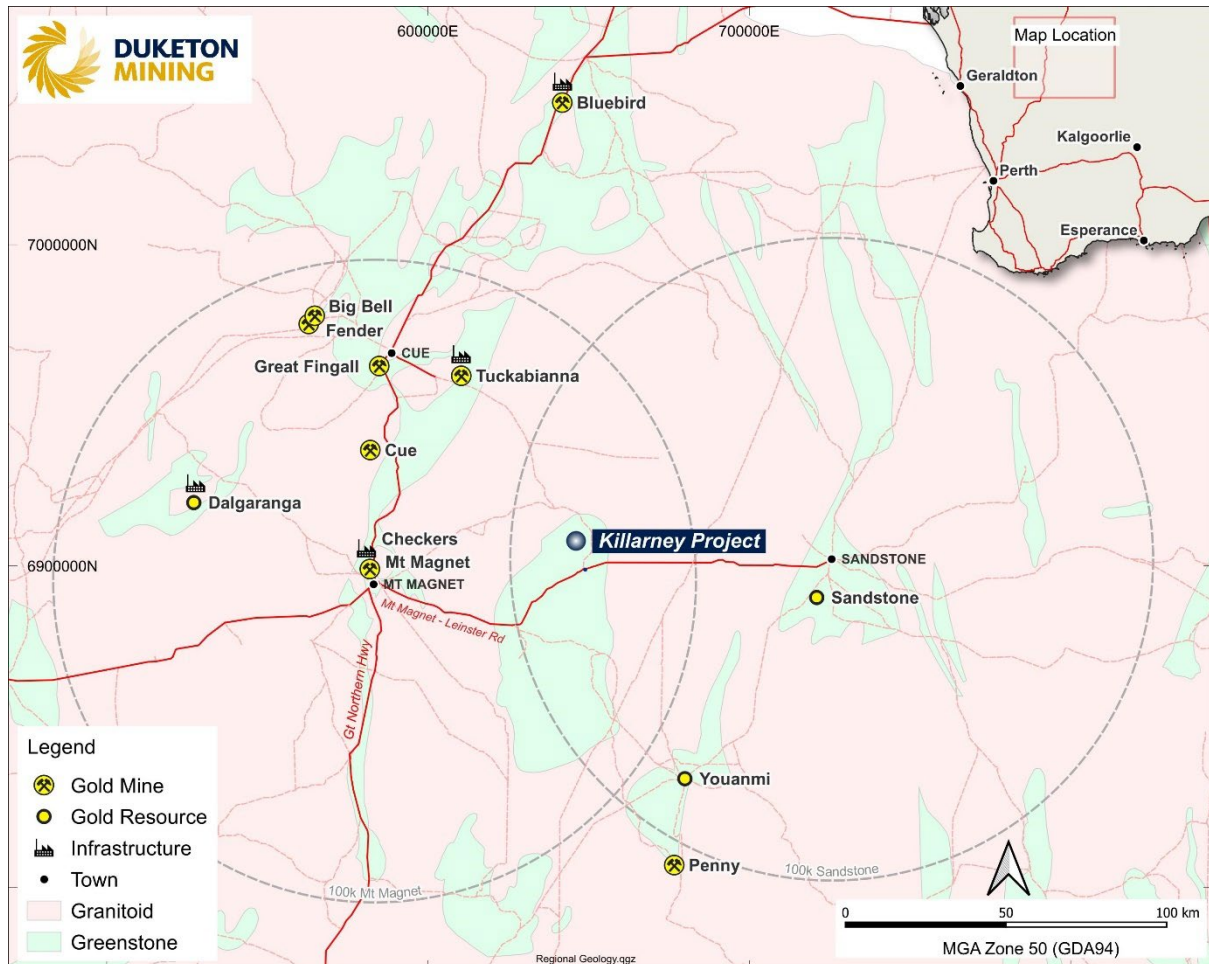 DUKETON
MINING
600000E
700000E
Map Location
Geraldton
Kalgoorlie
Perth
Esperance
Bluebird
7000000N
Big Bell
Fender
CUE
Great Fingall
Tuckabianna
Cue
Dalgaranga
Checkers
Killarney Project
Mt Magnet
6900000N
MT MAGNET
SANDSTONE
Mt Magnet - Leinster Rd
Sandstone
Gt Northern Hwy
Youanmi
Penny
100k Mt Magnet
100k Sandstone
Legend
Gold Mine
Gold Resource
Infrastructure
Town
Granitoid
Greenstone
0 50 100 km
MGA Zone 50 (GDA94)
Regional Geology.qgz